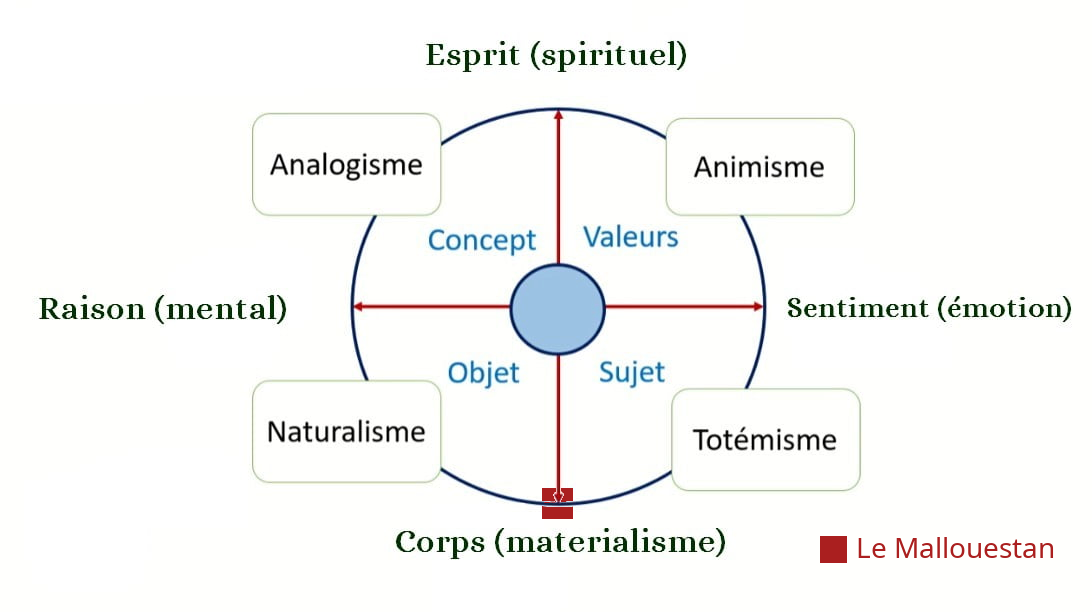 Esprit (spirituel)
Analogisme
Animisme
Concept
Valeurs
Raison (mental)
Sentiment (émotion)
Objet
Sujet
Naturalisme
Totémisme
Corps (materialisme)
Le Mallouestan